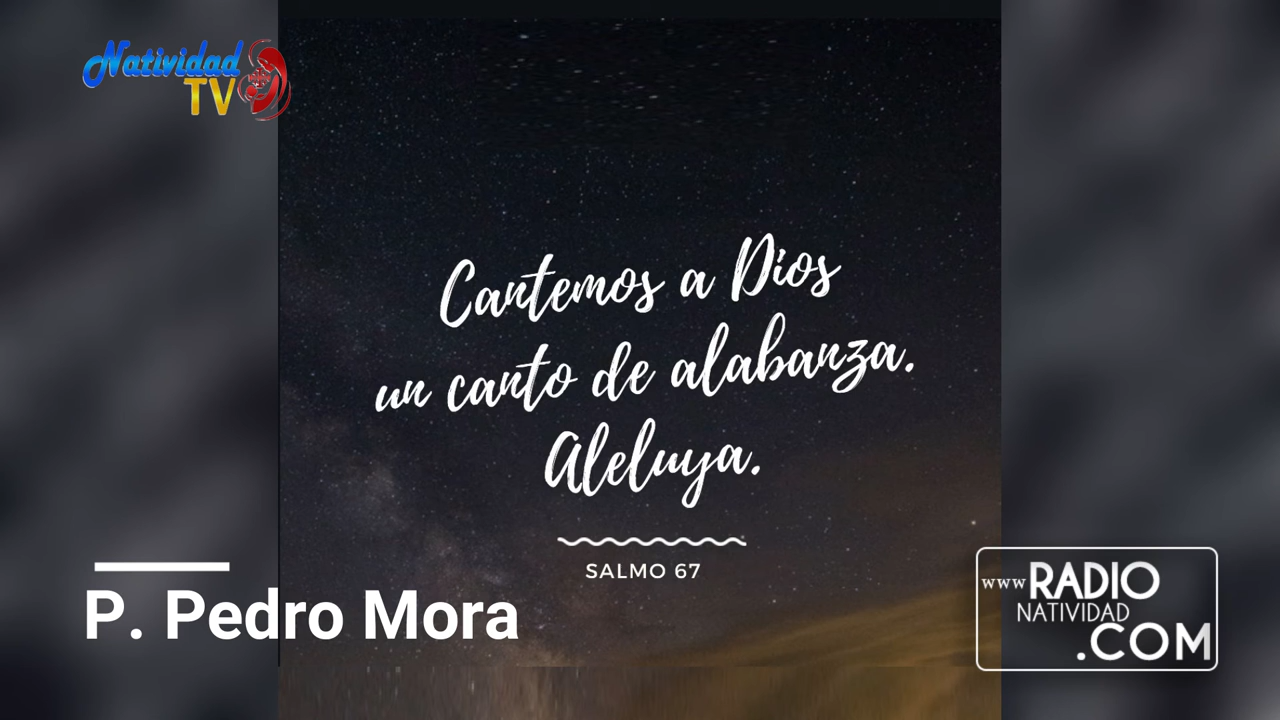 Natividad
TV
Cantemos a Dios
un canto de alabanza.
Aleluya.
SALMO 67
P. Pedro Mora
www RADIO
NATIVIDAD
.COM